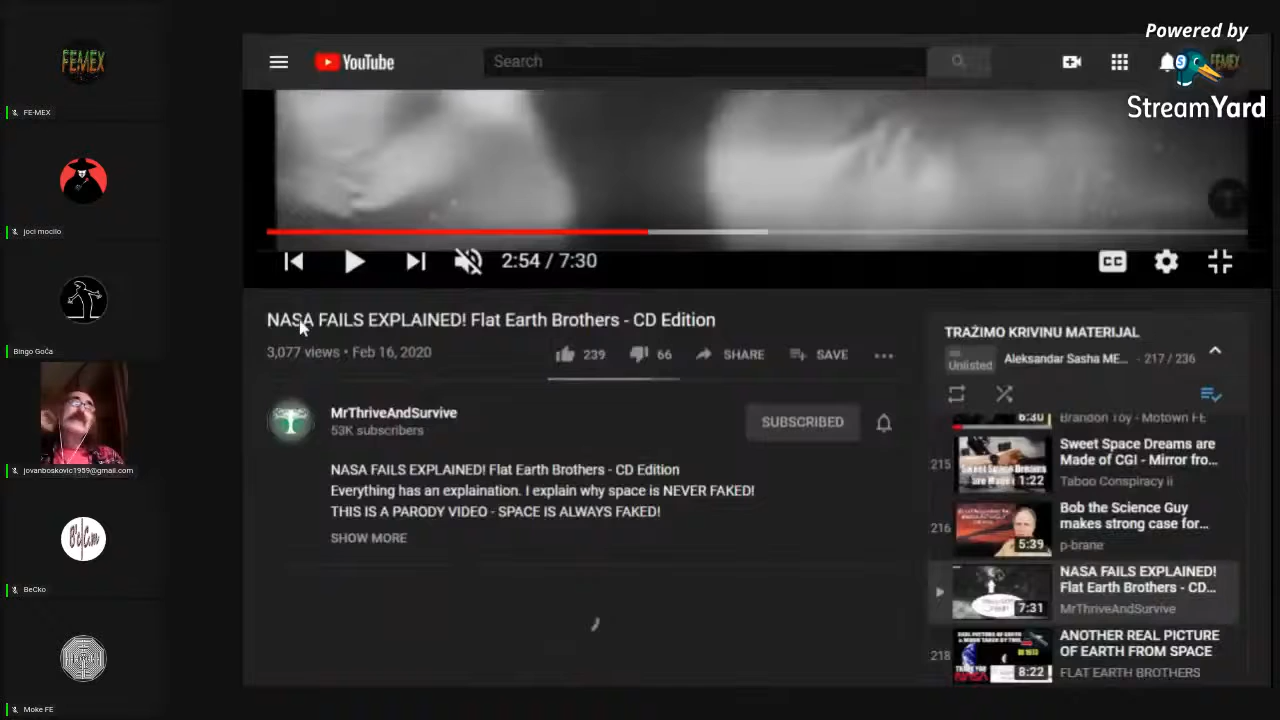 Powered by
StreamYard
FEMEX
FE-MEX
joci mocilo
Bingo Goča
jovanboskovic1959@gmail.com
BeCko
Moke FE
YouTube
Search
2:54 / 7:30
CC
NASA FAILS EXPLAINED! Flat Earth Brothers - CD Edition
3,077 views • Feb 16, 2020
239
66
SHARE
SAVE
MrThriveAndSurvive
53K subscribers
SUBSCRIBED
NASA FAILS EXPLAINED! Flat Earth Brothers - CD Edition
Everything has an explaination. I explain why space is NEVER FAKED!
THIS IS A PARODY VIDEO - SPACE IS ALWAYS FAKED!
SHOW MORE
TRAŽIMO KRIVINU MATERIJAL
Unlisted
Aleksandar Sasha ME... - 217 / 236
6:30
Brandon Toy - Motown FE
215
1:22
Sweet Space Dreams are
Made of CGI - Mirror fro...
Taboo Conspiracy ii
216
5:39
Bob the Science Guy
makes strong case for...
p-brane
7:31
NASA FAILS EXPLAINED!
Flat Earth Brothers - CD...
MrThriveAndSurvive
218
8:22
ANOTHER REAL PICTURE
OF EARTH FROM SPACE
FLAT EARTH BROTHERS